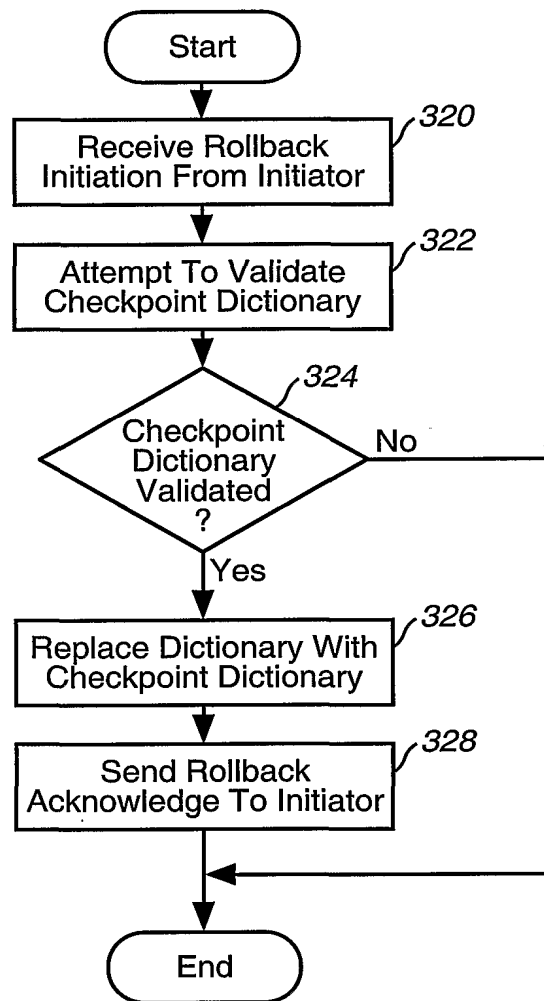 Start
320
Receive Rollback
Initiation From Initiator
322
Attempt To Validate
Checkpoint Dictionary
324
Checkpoint
Dictionary
Validated
?
No
Yes
326
Replace Dictionary With
Checkpoint Dictionary
328
Send Rollback
Acknowledge To Initiator
End